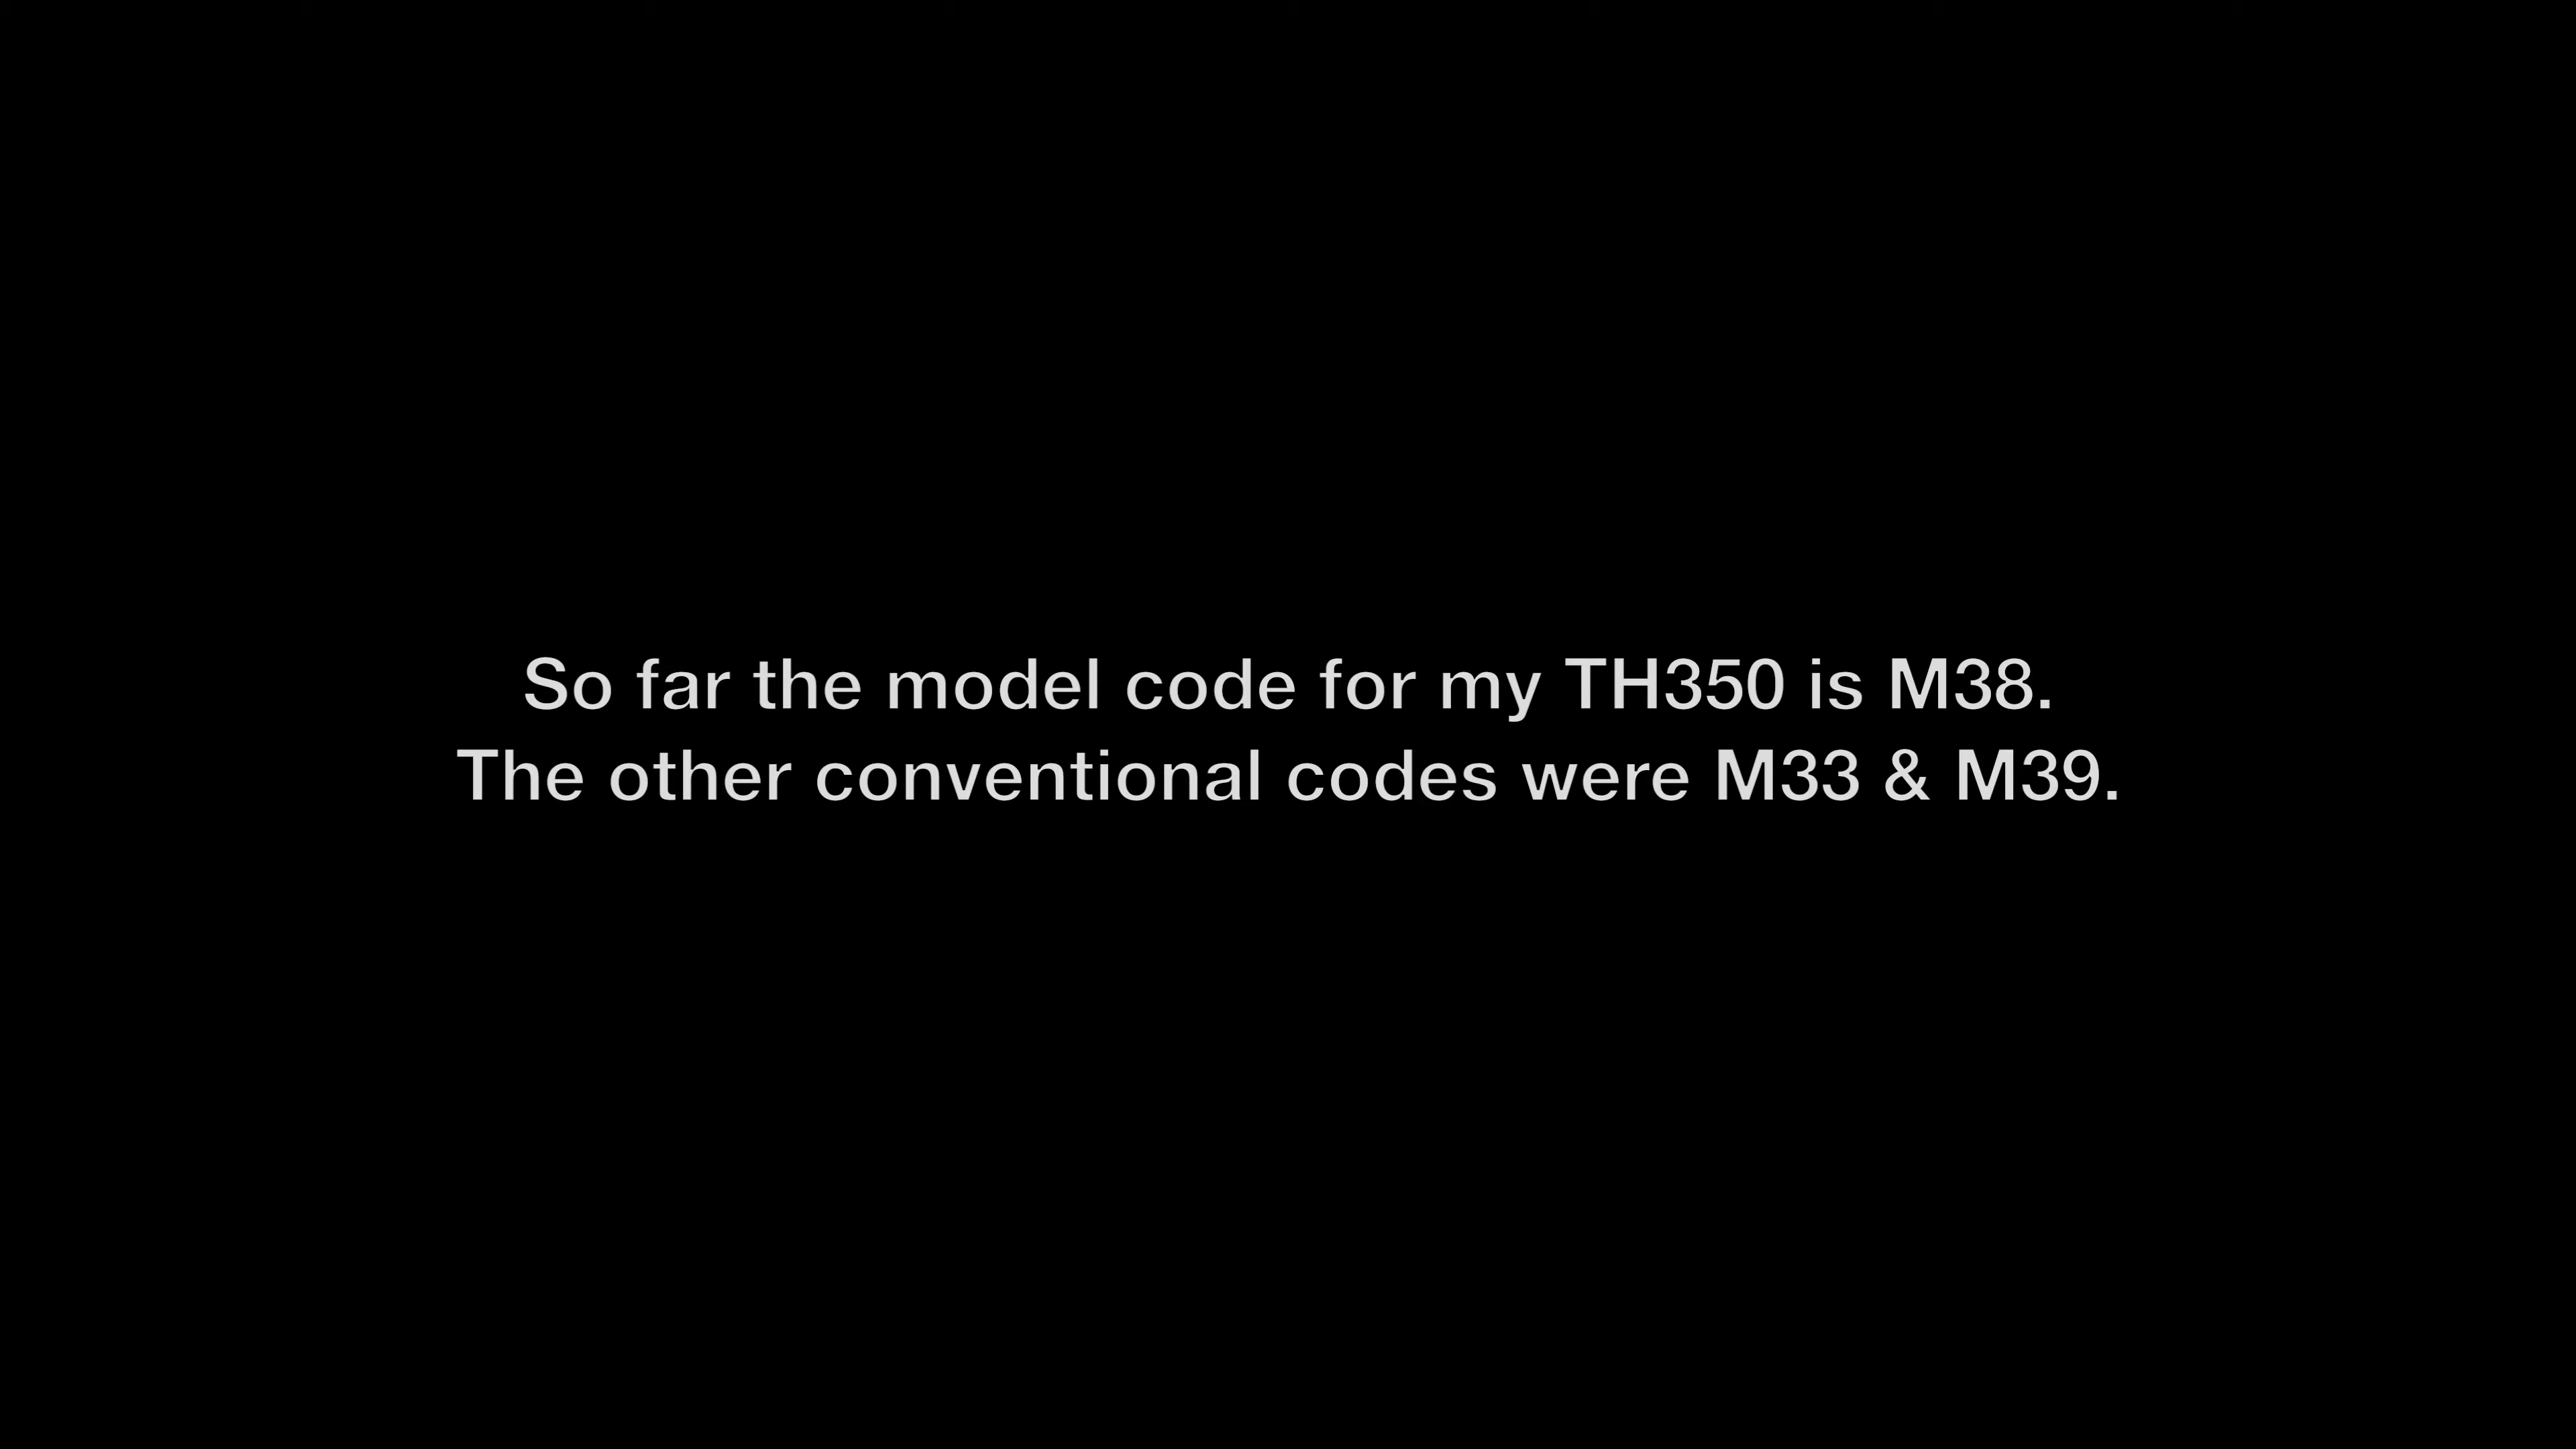 So far the model code for my TH350 is M38.
The other conventional codes were M33 & M39.